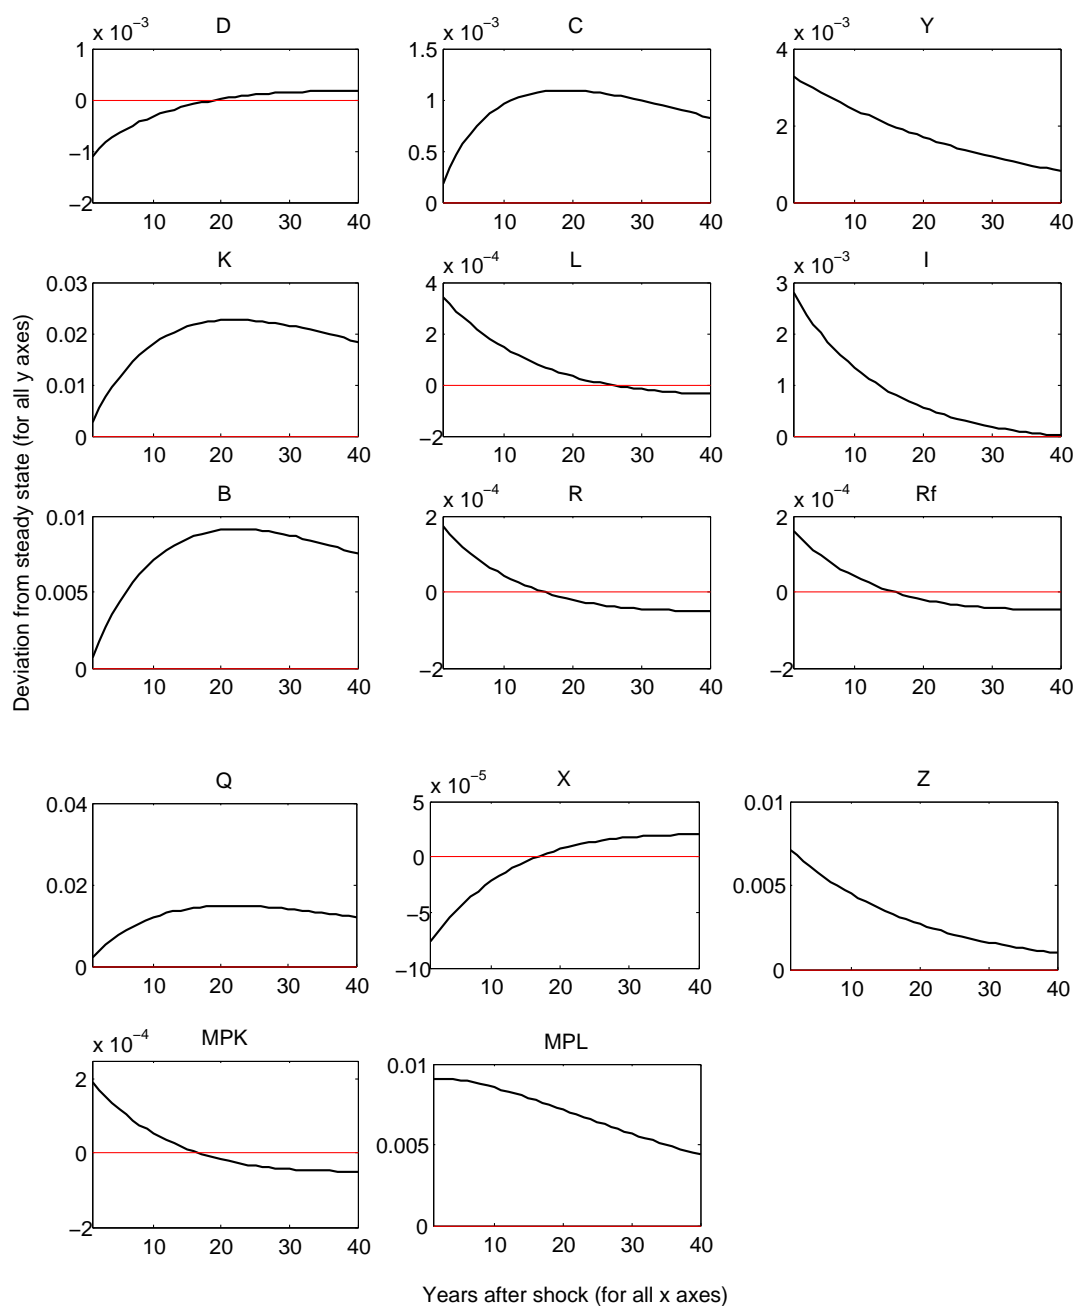 D
x 10⁻³
1
0
−1
−2
10 20 30 40
C
x 10⁻³
1.5
1
0.5
0
10 20 30 40
Y
x 10⁻³
4
2
0
10 20 30 40
K
0.03
0.02
0.01
0
10 20 30 40
L
x 10⁻⁴
4
2
0
−2
10 20 30 40
I
x 10⁻³
3
2
1
0
10 20 30 40
B
0.01
0.005
0
10 20 30 40
R
x 10⁻⁴
2
0
−2
10 20 30 40
Rf
x 10⁻⁴
2
0
−2
10 20 30 40
Deviation from steady state (for all y axes)
Q
0.04
0.02
0
10 20 30 40
X
x 10⁻⁵
5
0
−5
−10
10 20 30 40
Z
0.01
0.005
0
10 20 30 40
MPK
x 10⁻⁴
2
0
−2
10 20 30 40
MPL
0.01
0.005
0
10 20 30 40
Years after shock (for all x axes)